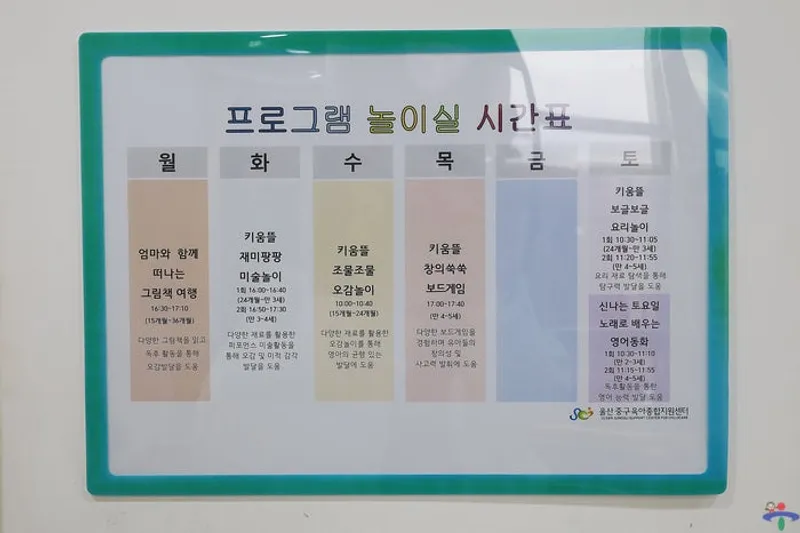 프로그램 놀이실 시간표
월
엄마와 함께
떠나는
그림책 여행
16:30~17:10
(15개월~36개월)
다양한 그림책을 읽고
독후 활동을 통해
오감발달을 도움
화
키움뜰
재미팡팡
미술놀이
1회 16:00~16:40
(24개월~만 3세)
2회 16:50~17:30
(만 3~4세)
다양한 재료를 활용한
퍼포먼스 미술활동을
통해 오감 및 미적 감각
발달을 도움
수
키움뜰
조물조물
오감놀이
10:00~10:40
(15개월~24개월)
다양한 재료를 활용한
오감놀이를 통해
영아의 균형 있는
발달에 도움
목
키움뜰
창의쑥쑥
보드게임
17:00~17:40
(만 4~5세)
다양한 보드게임을
경험하며 유아들의
창의성 및
사고력 발휘에 도움
금
토
키움뜰
보글보글
요리놀이
1회 10:30~11:05
(24개월~만 3세)
2회 11:20~11:55
(만 4~5세)
요리 재료 탐색을 통해
탐구력 발달을 도움
신나는 토요일
노래로 배우는
영어동화
1회 10:30~11:10
(만 2~3세)
2회 11:15~11:55
(만 4~5세)
독후활동을 통한
영어 능력 발달 도움
울산 중구 육아종합지원센터